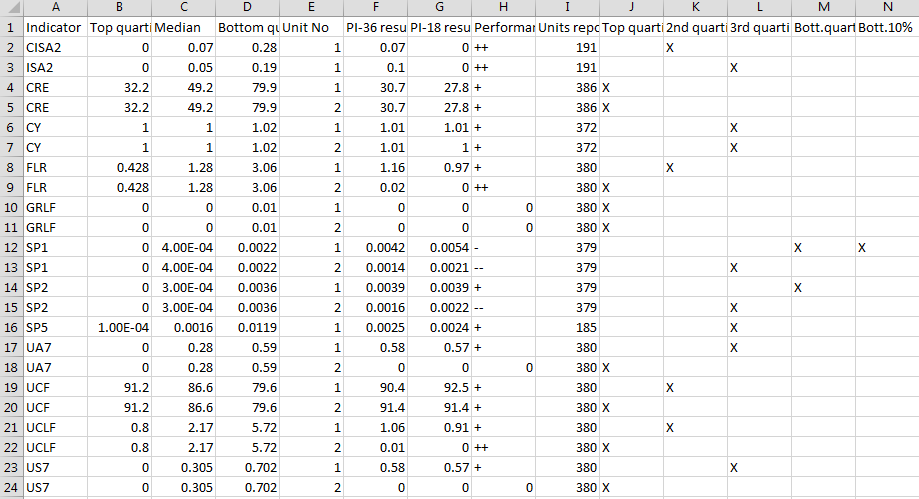 A B C D E F G H I J K L M N
1 Indicator Top quarti Median Bottom qu Unit No PI-36 resu PI-18 resu Performan Units repo Top quarti 2nd quarti 3rd quarti Bott.quart Bott.10%
2 CISA2 0 0.07 0.28 1 0.07 0 ++ 191 X
3 ISA2 0 0.05 0.19 1 0.1 0 ++ 191 X
4 CRE 32.2 49.2 79.9 1 30.7 27.8 + 386 X
5 CRE 32.2 49.2 79.9 2 30.7 27.8 + 386 X
6 CY 1 1 1.02 1 1.01 1.01 + 372 X
7 CY 1 1 1.02 2 1.01 1 + 372 X
8 FLR 0.428 1.28 3.06 1 1.16 0.97 + 380 X
9 FLR 0.428 1.28 3.06 2 0.02 0 ++ 380 X
10 GRLF 0 0 0.01 1 0 0 0 380 X
11 GRLF 0 0 0.01 2 0 0 0 380 X
12 SP1 0 4.00E-04 0.0022 1 0.0042 0.0054 - 379 X X
13 SP1 0 4.00E-04 0.0022 2 0.0014 0.0021 -- 379 X
14 SP2 0 3.00E-04 0.0036 1 0.0039 0.0039 + 379 X
15 SP2 0 3.00E-04 0.0036 2 0.0016 0.0022 -- 379 X
16 SP5 1.00E-04 0.0016 0.0119 1 0.0025 0.0024 + 185 X
17 UA7 0 0.28 0.59 1 0.58 0.57 + 380 X
18 UA7 0 0.28 0.59 2 0 0 0 380 X
19 UCF 91.2 86.6 79.6 1 90.4 92.5 + 380 X
20 UCF 91.2 86.6 79.6 2 91.4 91.4 + 380 X
21 UCLF 0.8 2.17 5.72 1 1.06 0.91 + 380 X
22 UCLF 0.8 2.17 5.72 2 0.01 0 ++ 380 X
23 US7 0 0.305 0.702 1 0.58 0.57 + 380 X
24 US7 0 0.305 0.702 2 0 0 0 380 X